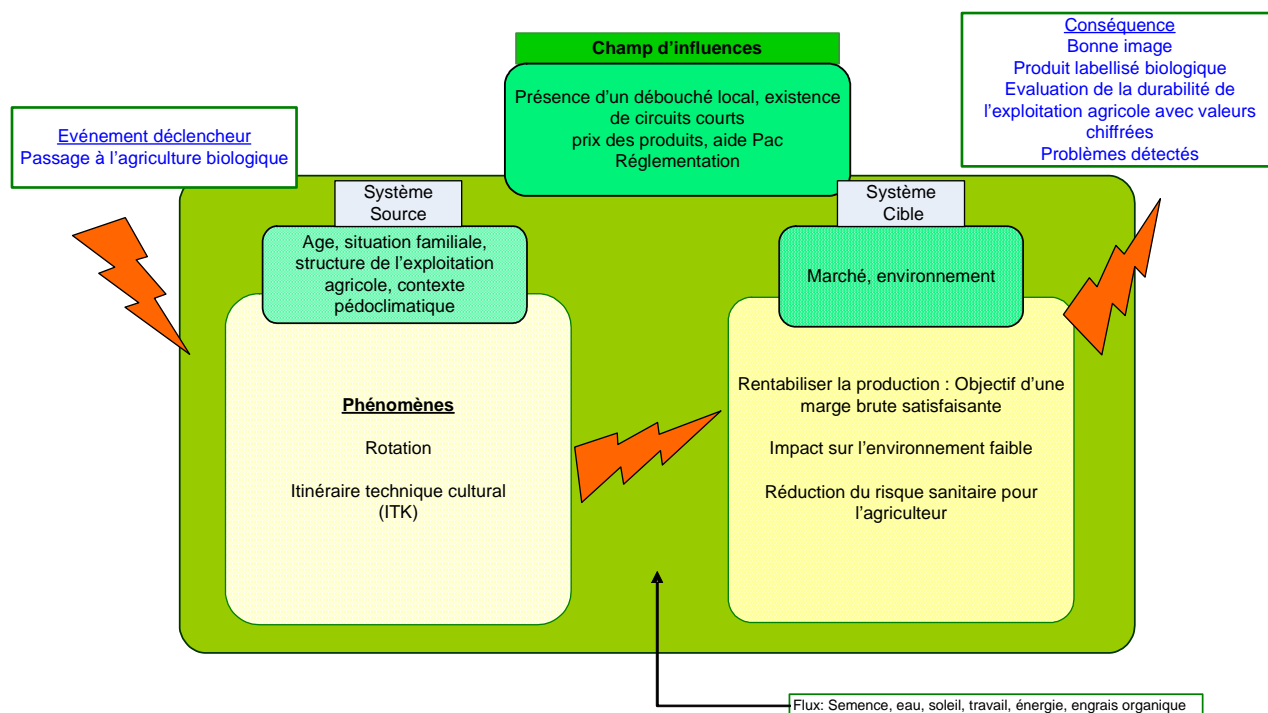 Champ d’influences
Présence d’un débouché local, existence
de circuits courts
prix des produits, aide Pac
Réglementation
Conséquence
Bonne image
Produit labellisé biologique
Evaluation de la durabilité de
l’exploitation agricole avec valeurs
chiffrées
Problèmes détectés
Evénement déclencheur
Passage à l’agriculture biologique
Système
Source
Age, situation familiale,
structure de l’exploitation
agricole, contexte
pédoclimatique
Phénomènes
Rotation
Itinéraire technique cultural
(ITK)
Système
Cible
Marché, environnement
Rentabiliser la production : Objectif d’une
marge brute satisfaisante
Impact sur l’environnement faible
Réduction du risque sanitaire pour
l’agriculteur
Flux: Semence, eau, soleil, travail, énergie, engrais organique